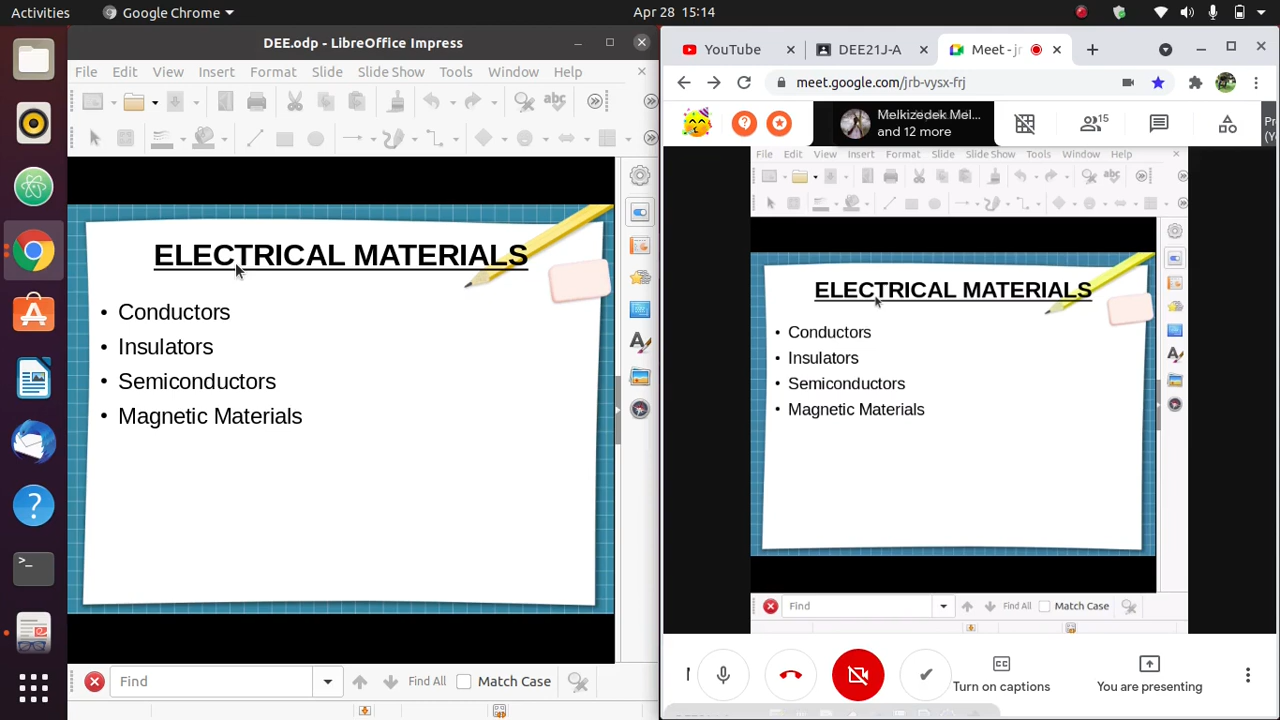 Activities
Google Chrome
Apr 28 15:14
DEE.odp - LibreOffice Impress
File Edit View Insert Format Slide Slide Show Tools Window Help
abc
ELECTRICAL MATERIALS
• Conductors
• Insulators
• Semiconductors
• Magnetic Materials
Find
Find All
Match Case
YouTube
DEE21J-A
Meet - jr
meet.google.com/jrb-vysx-frj
Melkizedek Mel...
and 12 more
15
File Edit View Insert Format Slide Slide Show Tools Window Help
abc
ELECTRICAL MATERIALS
• Conductors
• Insulators
• Semiconductors
• Magnetic Materials
Find
Find All
Match Case
Turn on captions
You are presenting